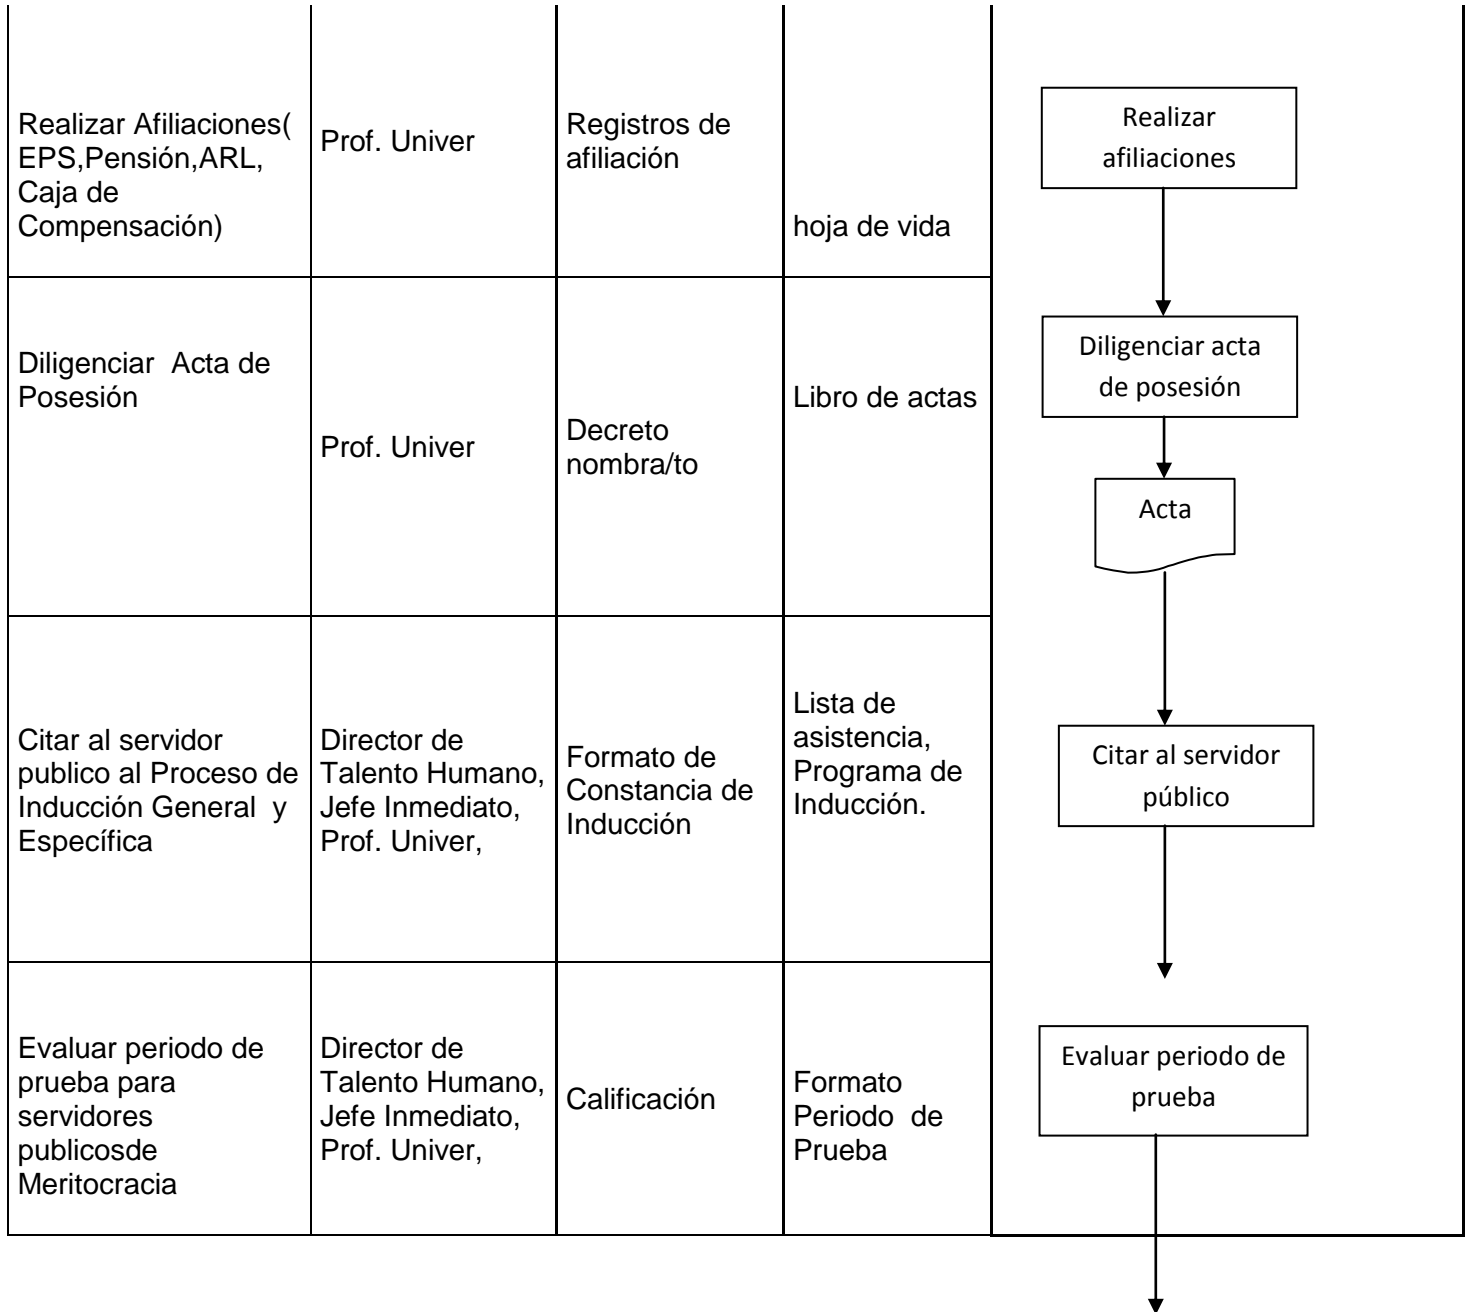 Realizar Afiliaciones(
EPS,Pensión,ARL,
Caja de
Compensación)
Prof. Univer
Registros de
afiliación
hoja de vida
Realizar
afiliaciones
Diligenciar  Acta de
Posesión
Prof. Univer
Decreto
nombra/to
Libro de actas
Diligenciar acta
de posesión
Acta
Citar al servidor
publico al Proceso de
Inducción General  y
Específica
Director de
Talento Humano,
Jefe Inmediato,
Prof. Univer,
Formato de
Constancia de
Inducción
Lista de
asistencia,
Programa de
Inducción.
Citar al servidor
público
Evaluar periodo de
prueba para
servidores
publicosde
Meritocracia
Director de
Talento Humano,
Jefe Inmediato,
Prof. Univer,
Calificación
Formato
Periodo  de
Prueba
Evaluar periodo de
prueba